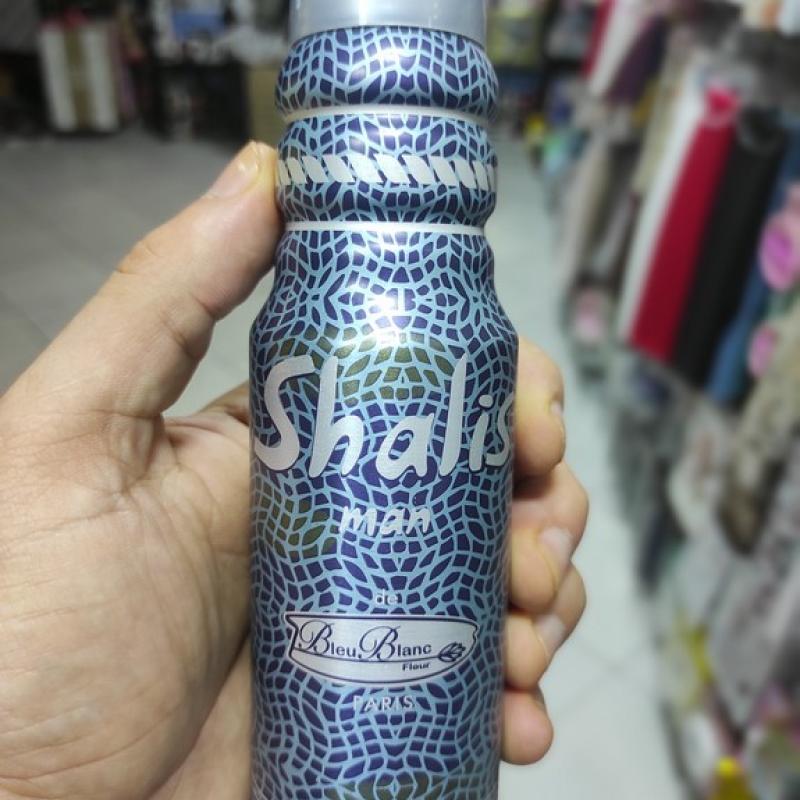 Shalis
man
de
Bleu Blanc
Fleur
PARIS